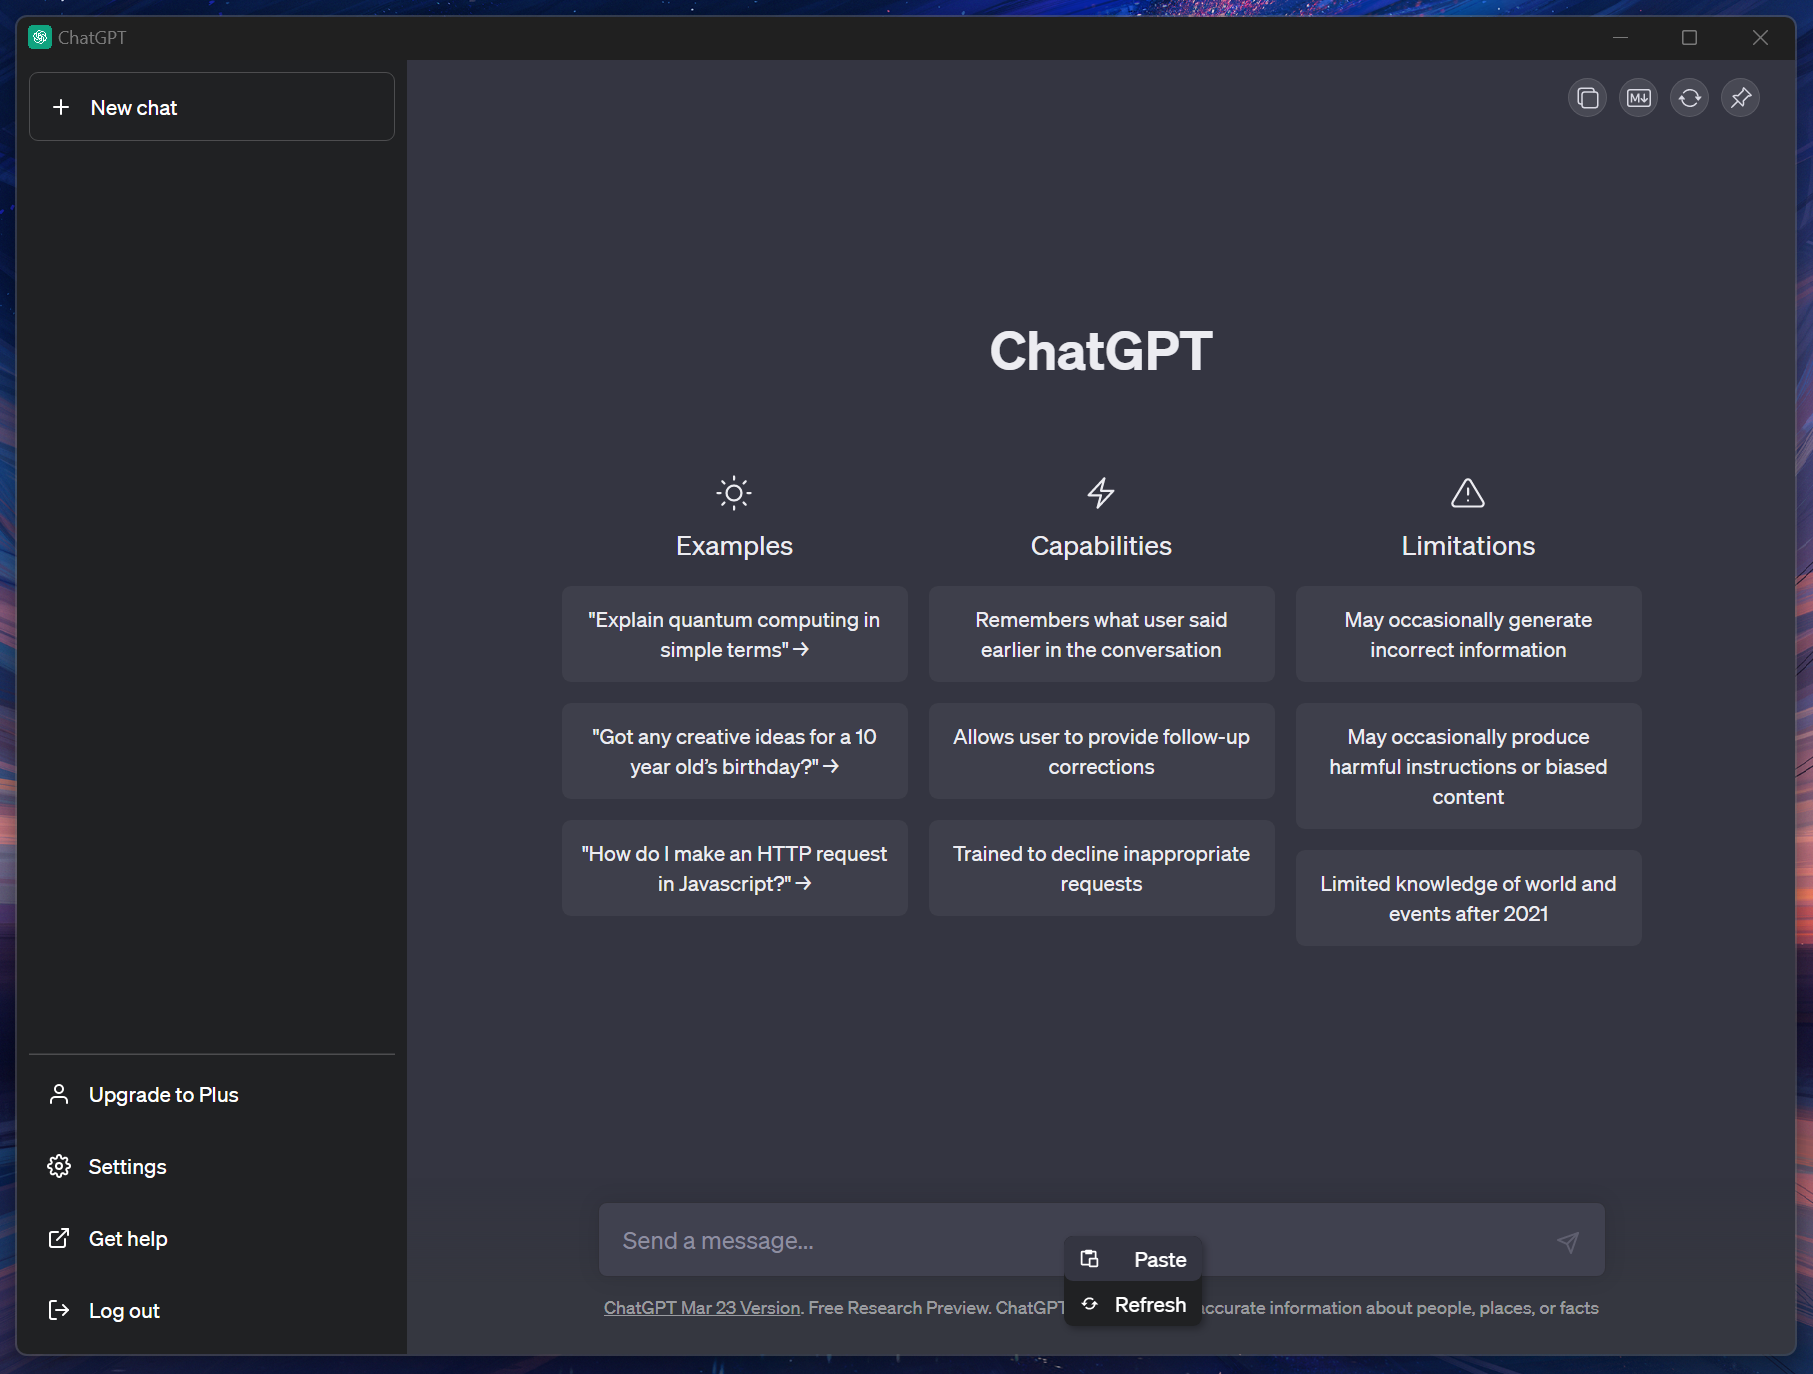 ChatGPT
New chat
M↓
ChatGPT
Examples
"Explain quantum computing in
simple terms" →
"Got any creative ideas for a 10
year old’s birthday?" →
"How do I make an HTTP request
in Javascript?" →
Capabilities
Remembers what user said
earlier in the conversation
Allows user to provide follow-up
corrections
Trained to decline inappropriate
requests
Limitations
May occasionally generate
incorrect information
May occasionally produce
harmful instructions or biased
content
Limited knowledge of world and
events after 2021
Upgrade to Plus
Settings
Get help
Log out
Send a message...
Paste
Refresh
ChatGPT Mar 23 Version. Free Research Preview. ChatGPT accurate information about people, places, or facts